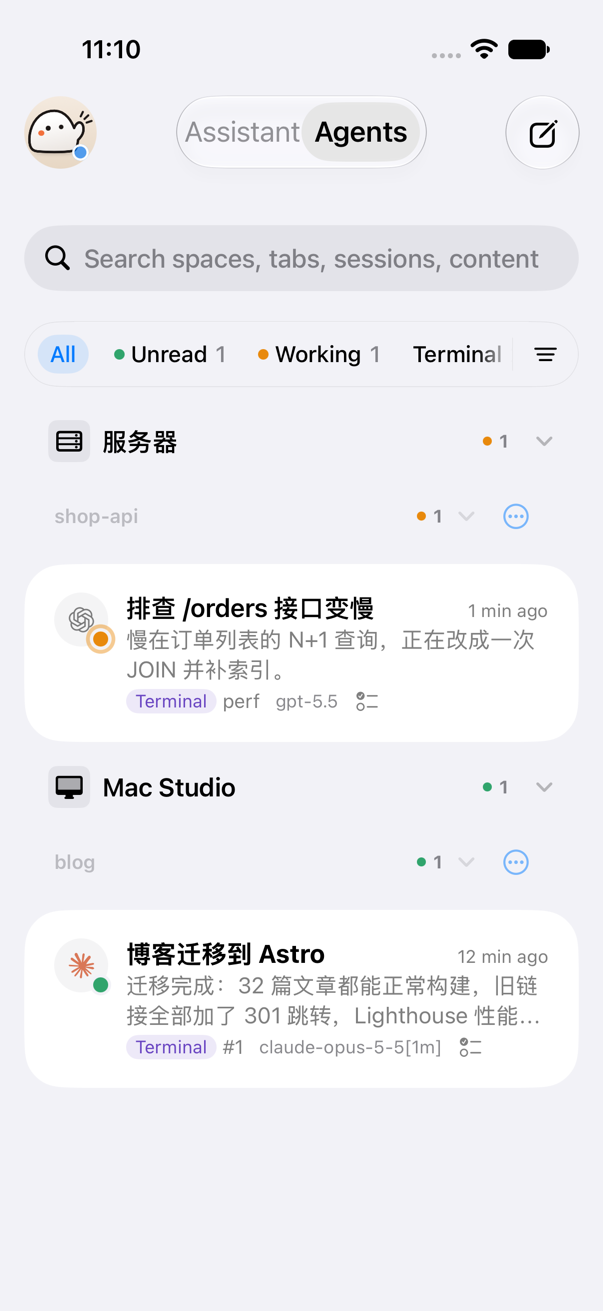 11:10
Assistant Agents
Search spaces, tabs, sessions, content
All Unread 1 Working 1 Terminal
服务器 1
shop-api 1
排查 /orders 接口变慢 1 min ago
慢在订单列表的 N+1 查询，正在改成一次
JOIN 并补索引。
Terminal perf gpt-5.5
Mac Studio 1
blog 1
博客迁移到 Astro 12 min ago
迁移完成：32 篇文章都能正常构建，旧链
接全部加了 301 跳转，Lighthouse 性能...
Terminal #1 claude-opus-5-5[1m]